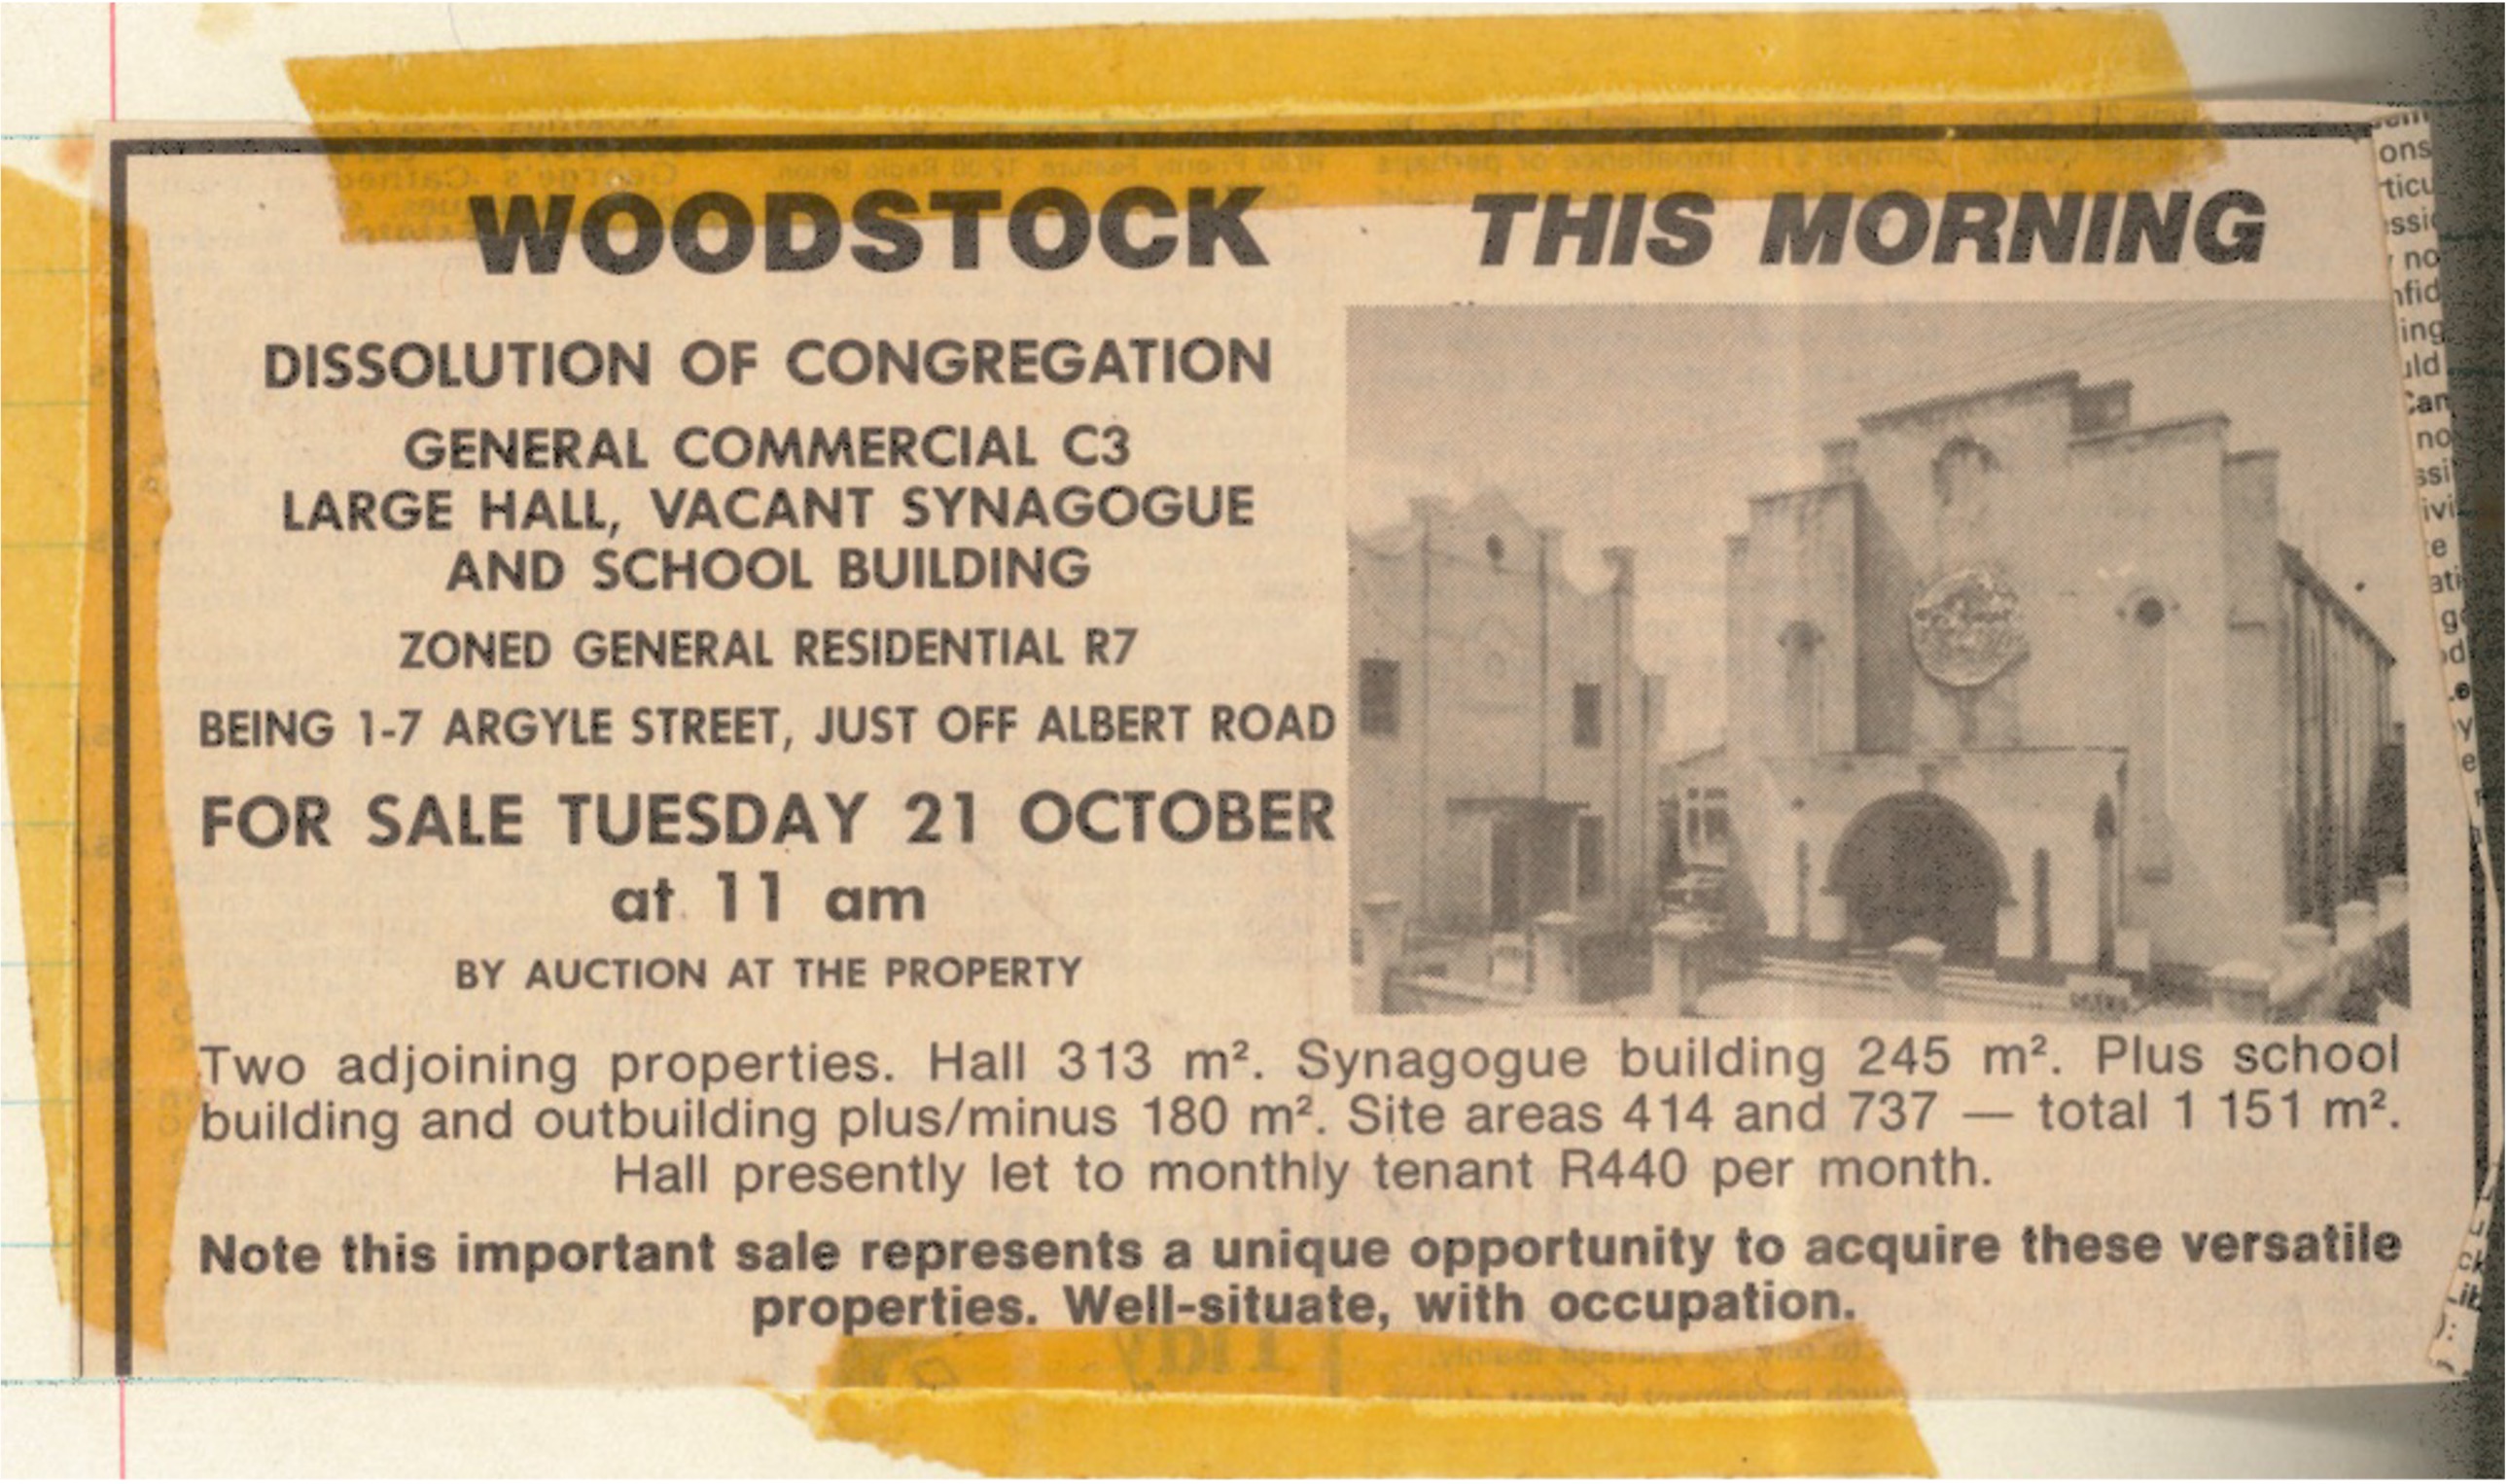 WOODSTOCK THIS MORNING
DISSOLUTION OF CONGREGATION
GENERAL COMMERCIAL C3
LARGE HALL, VACANT SYNAGOGUE
AND SCHOOL BUILDING
ZONED GENERAL RESIDENTIAL R7
BEING 1-7 ARGYLE STREET, JUST OFF ALBERT ROAD
FOR SALE TUESDAY 21 OCTOBER
at 11 am
BY AUCTION AT THE PROPERTY
Two adjoining properties. Hall 313 m². Synagogue building 245 m². Plus school
building and outbuilding plus/minus 180 m². Site areas 414 and 737 — total 1 151 m².
Hall presently let to monthly tenant R440 per month.
Note this important sale represents a unique opportunity to acquire these versatile
properties. Well-situate, with occupation.